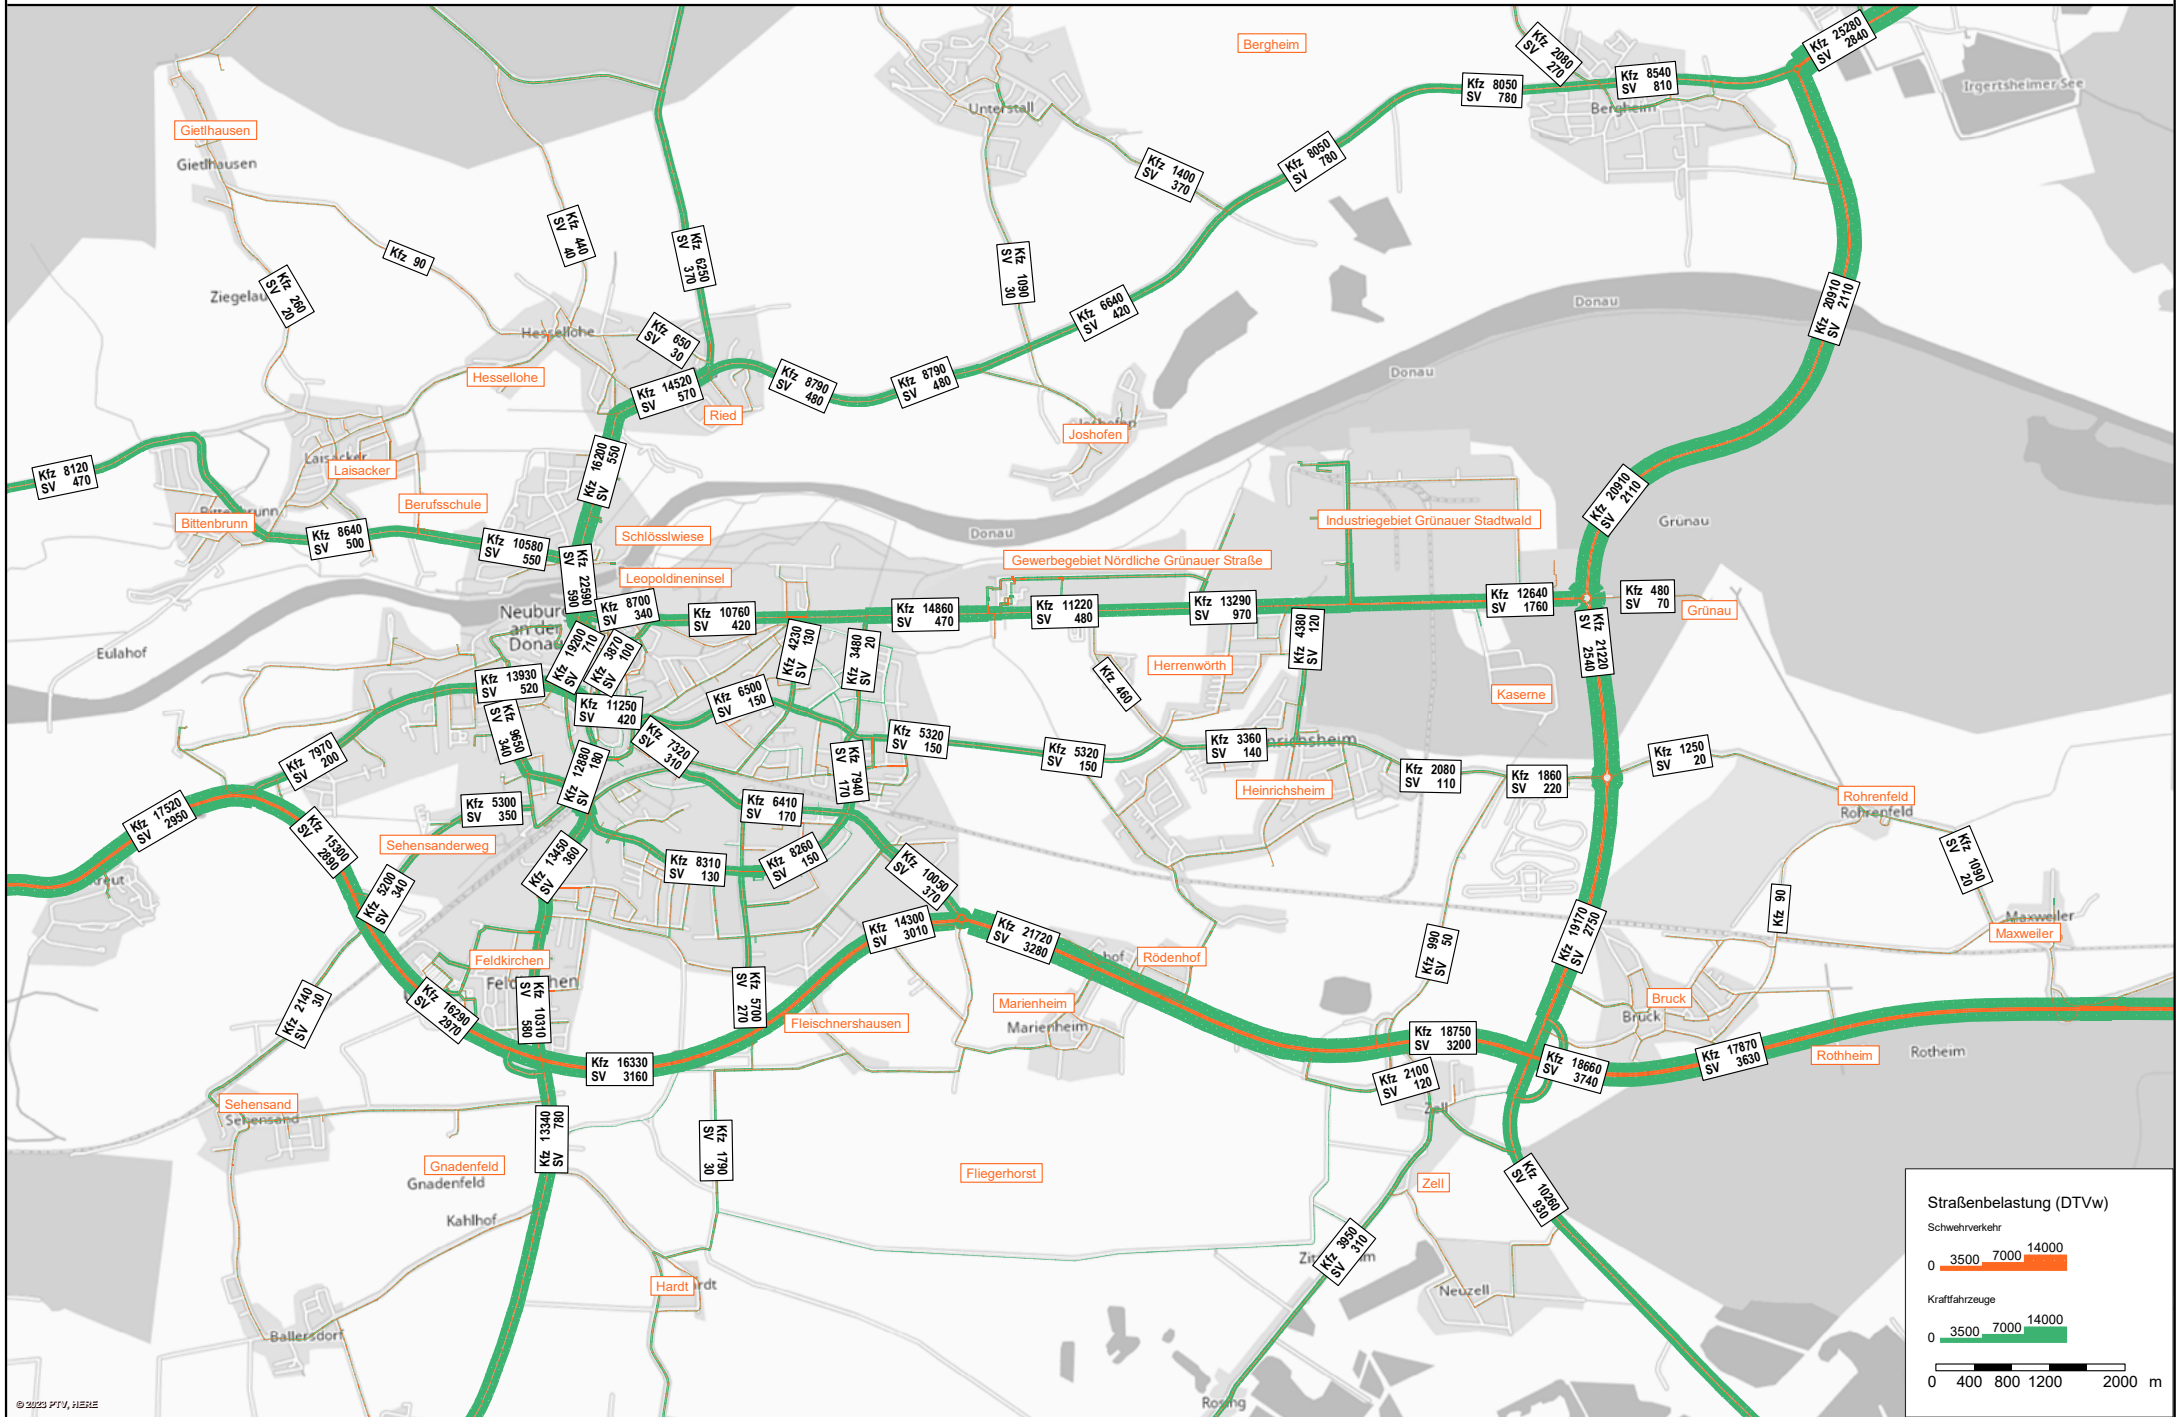 Bergheim
Kfz 25280
SV 2840
Kfz 2080
SV 270
Kfz 8540
SV 810
Kfz 8050
SV 780
Irgertsheimer See
Unterstall
Bergheim
Gietlhausen
Gietlhausen
Kfz 8050
SV 780
Kfz 1400
SV 370
Kfz 440
SV 40
Kfz 6250
SV 370
Kfz 90
Kfz 1090
SV 30
Kfz 260
SV 20
Kfz 6640
SV 420
Donau
Kfz 20910
SV 2110
Hessellohe
Kfz 650
SV 30
Hessellohe
Kfz 14520
SV 570
Kfz 8790
SV 480
Kfz 8790
SV 480
Donau
Ried
Joshofen
Kfz 8120
SV 470
Laisacker
Kfz 16200
SV 550
Berufsschule
Bittenbrunn
Kfz 8640
SV 500
Kfz 10580
SV 550
Schlösslwiese
Donau
Industriegebiet Grünauer Stadtwald
Kfz 20910
SV 2110
Grünau
Gewerbegebiet Nördliche Grünauer Straße
Leopoldineninsel
Kfz 22590
SV 590
Kfz 8700
SV 340
Kfz 10760
SV 420
Kfz 14860
SV 470
Kfz 11220
SV 480
Kfz 13290
SV 970
Kfz 12640
SV 1760
Kfz 480
SV 70
Grünau
Eulahof
Kfz 19200
SV 710
Kfz 3870
SV 100
Kfz 4230
SV 130
Kfz 3480
SV 20
Kfz 4380
SV 120
Kfz 21220
SV 2540
Herrenwörth
Kfz 460
Kaserne
Kfz 13930
SV 520
Kfz 11250
SV 420
Kfz 6500
SV 150
Kfz 9650
SV 340
Kfz 7320
SV 310
Kfz 5320
SV 150
Kfz 5320
SV 150
Kfz 3360
SV 140
Kfz 7970
SV 200
Kfz 12880
SV 180
Kfz 7940
SV 170
Kfz 2080
SV 110
Kfz 1860
SV 220
Kfz 1250
SV 20
Heinrichsheim
Rohrenfeld
Rohrenfeld
Kfz 17520
SV 2950
Kfz 15300
SV 2890
Kfz 5300
SV 350
Kfz 6410
SV 170
Sehensanderweg
Kfz 13450
SV 360
Kfz 8310
SV 130
Kfz 8260
SV 150
Kfz 10050
SV 370
Kfz 1090
SV 20
Kfz 5200
SV 340
Kfz 14300
SV 3010
Kfz 21720
SV 3280
Kfz 90
Maxweiler
Maxweiler
Kfz 19170
SV 2750
Kfz 990
SV 50
Feldkirchen
Rödenhof
Kfz 16290
SV 2970
Kfz 10310
SV 580
Kfz 5700
SV 270
Kfz 2140
SV 30
Marienheim
Marienheim
Fleischnershausen
Bruck
Bruck
Kfz 18750
SV 3200
Kfz 18660
SV 3740
Kfz 17870
SV 3630
Rothheim
Rotheim
Kfz 16330
SV 3160
Kfz 2100
SV 120
Sehensand
Sehensand
Zell
Kfz 13340
SV 780
Kfz 1790
SV 30
Gnadenfeld
Gnadenfeld
Fliegerhorst
Zell
Kfz 10260
SV 930
Kahlhof
Kfz 3950
SV 310
Hardt
Neuzell
Ballersdorf
Straßenbelastung (DTVw)
Schwehrverkehr
0 3500 7000 14000
Kraftfahrzeuge
0 3500 7000 14000
0 400 800 1200 2000 m
© 2023 PTV, HERE